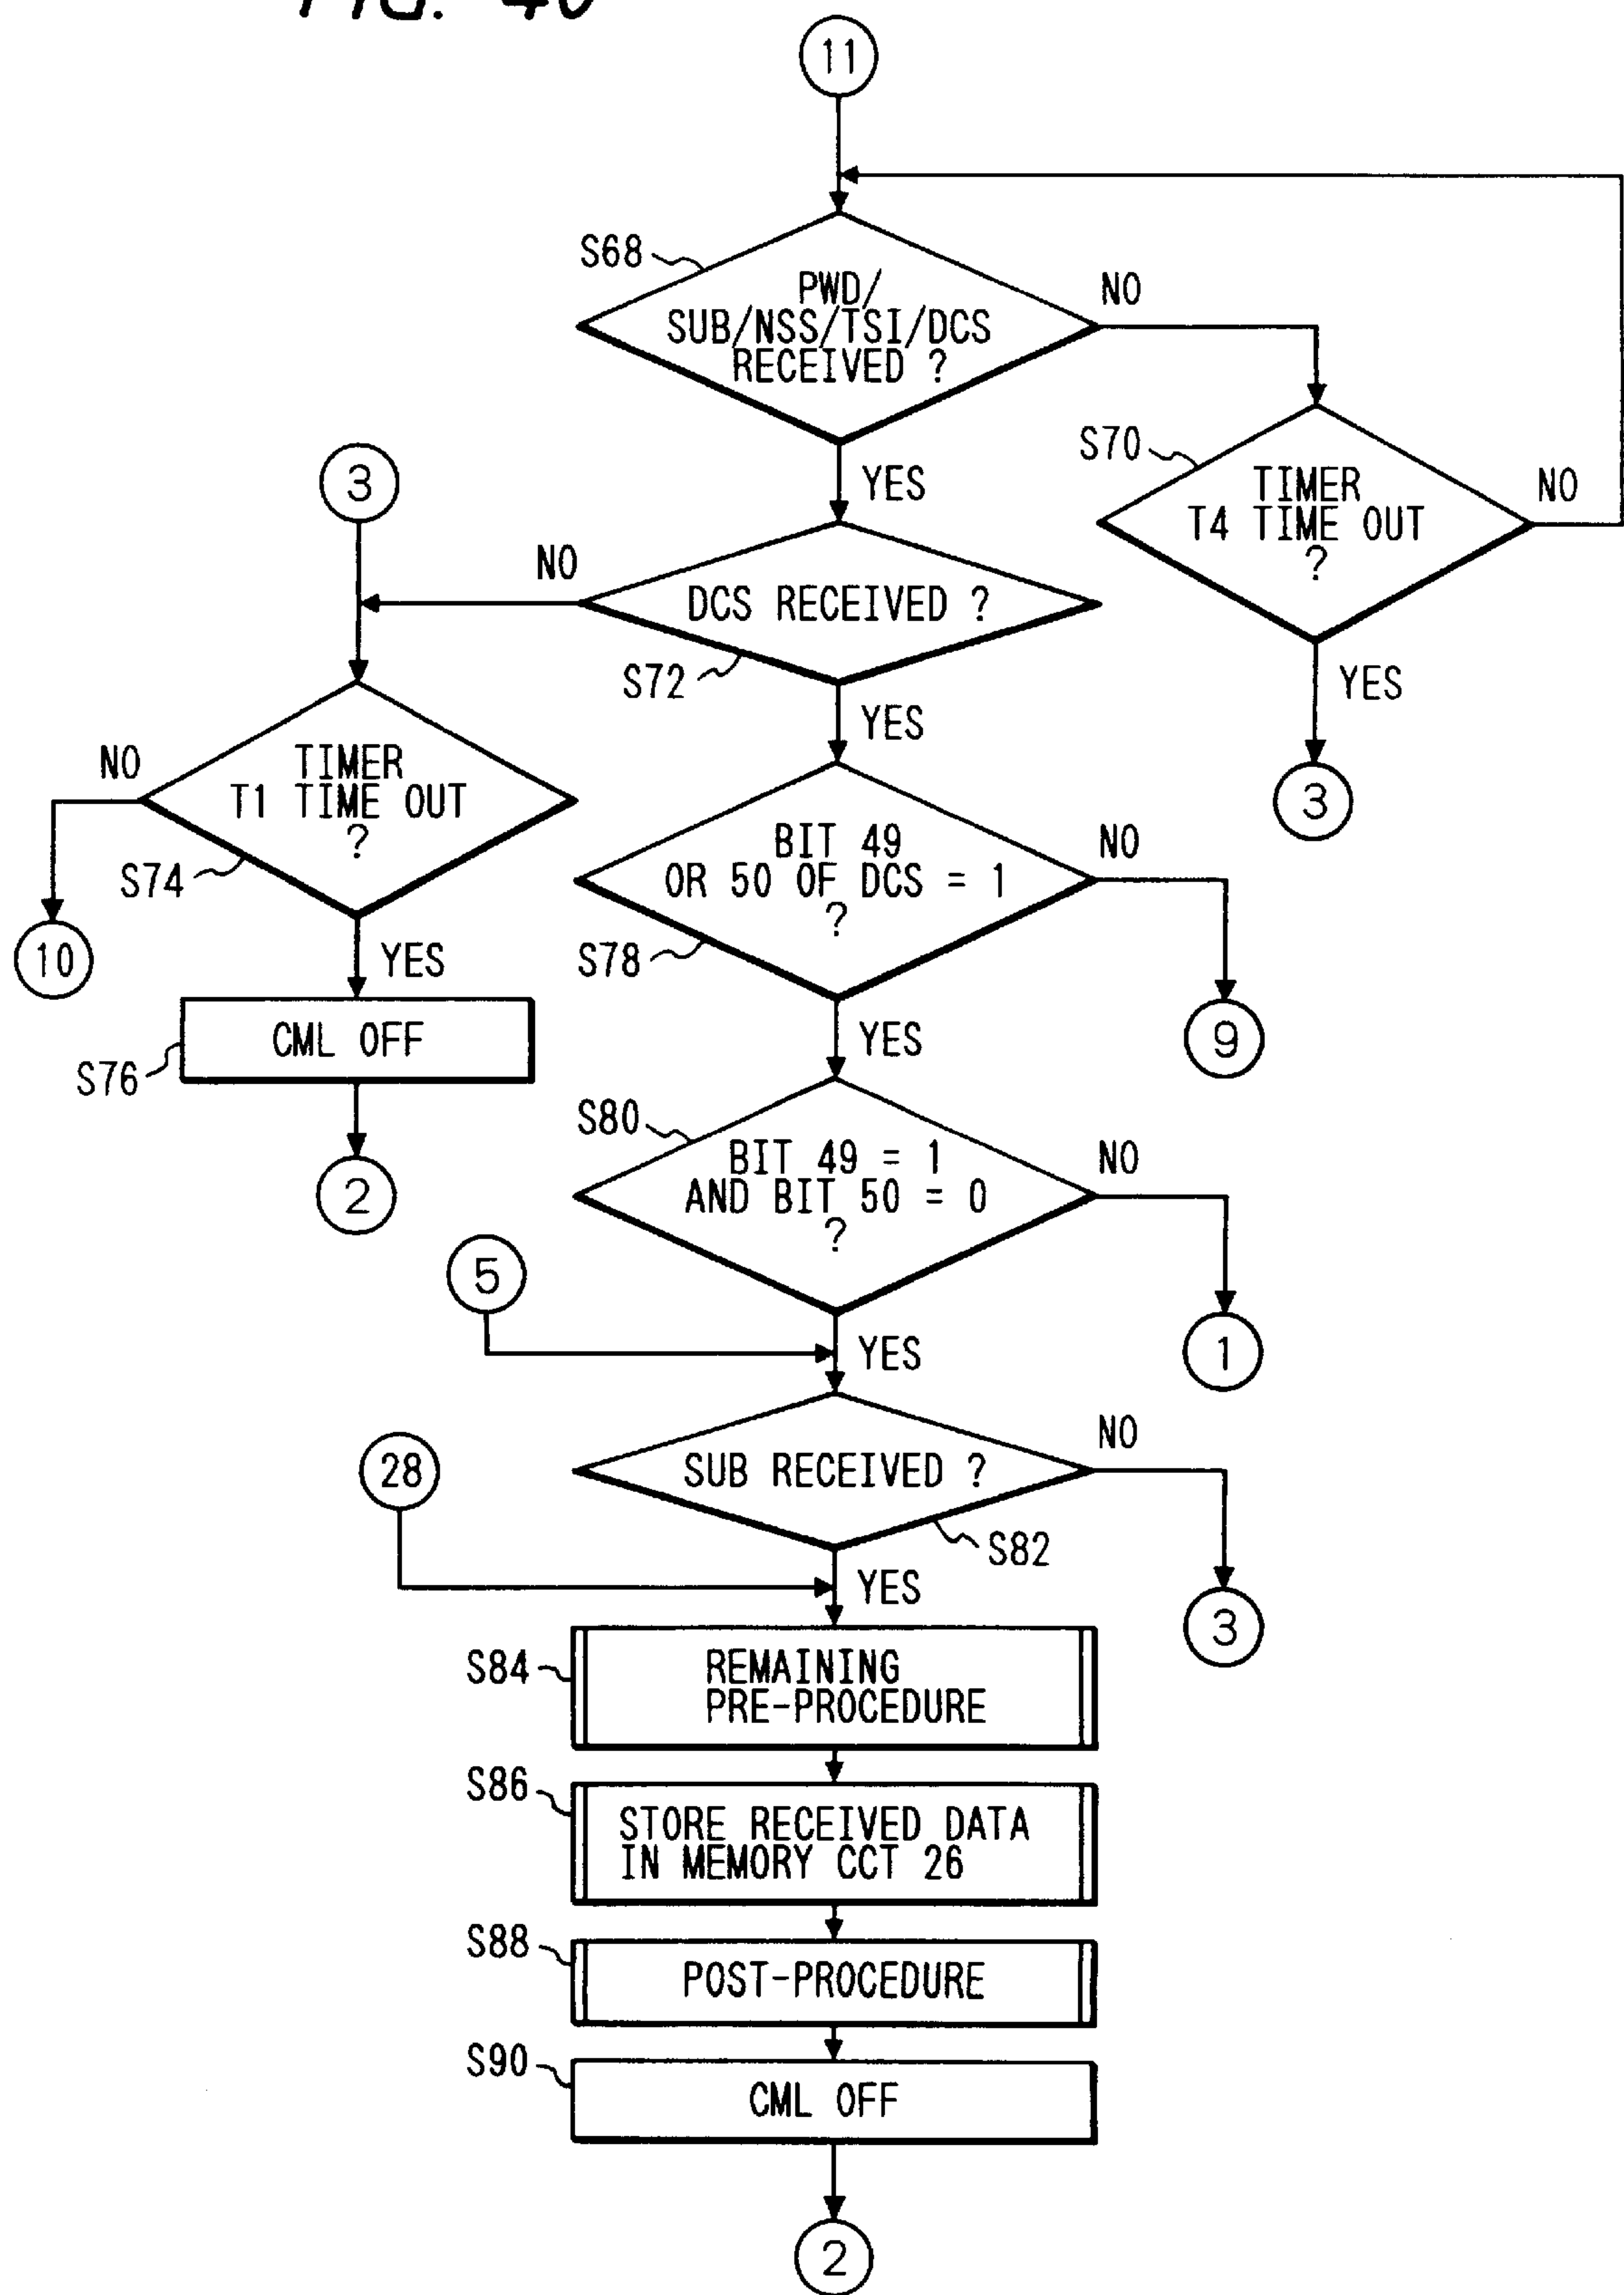 11
S68
PWD/
SUB/NSS/TSI/DCS
RECEIVED ?
NO
YES
S70
TIMER
T4 TIME OUT
?
NO
YES
3
3
NO
DCS RECEIVED ?
S72
YES
NO
TIMER
T1 TIME OUT
?
S74
10
YES
CML OFF
S76
2
BIT 49
OR 50 OF DCS = 1
?
NO
S78
9
YES
S80
BIT 49 = 1
AND BIT 50 = 0
?
NO
1
5
YES
SUB RECEIVED ?
NO
S82
3
28
YES
S84
REMAINING
PRE-PROCEDURE
S86
STORE RECEIVED DATA
IN MEMORY CCT 26
S88
POST-PROCEDURE
S90
CML OFF
2